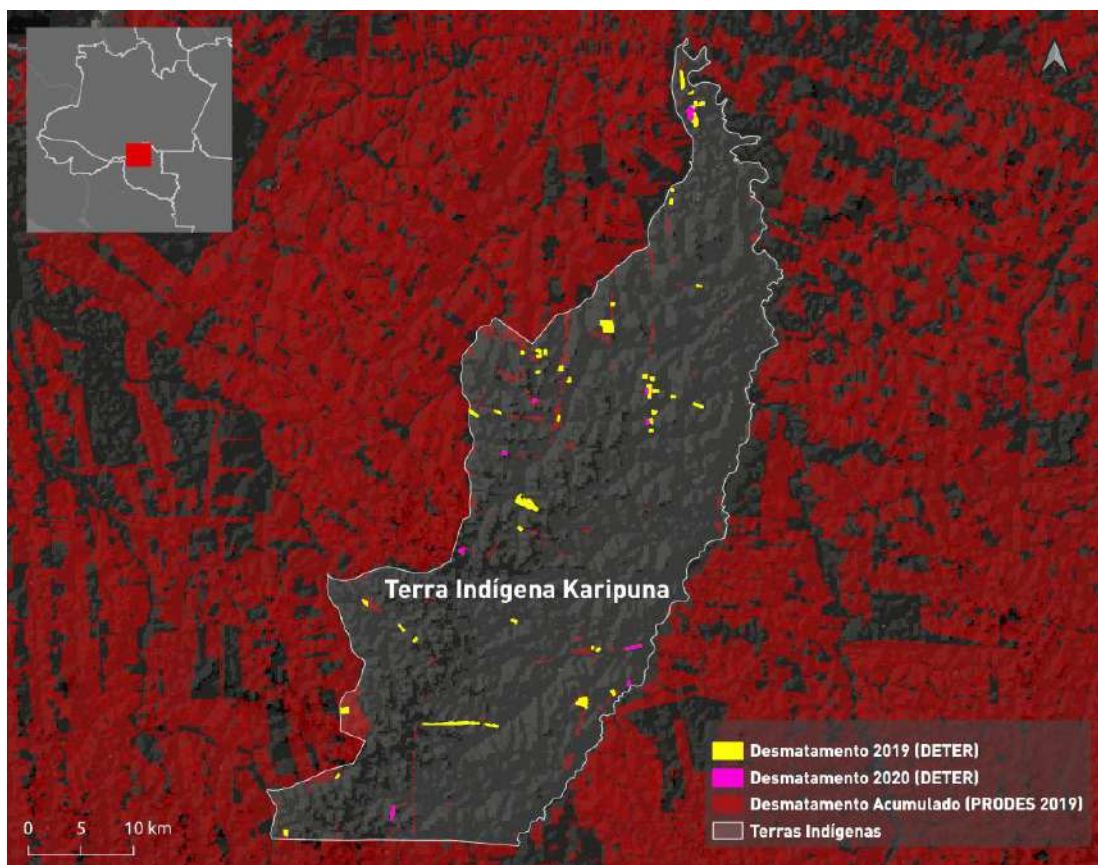 Terra Indígena Karipuna
Desmatamento 2019 (DETER)
Desmatamento 2020 (DETER)
Desmatamento Acumulado (PRODES 2019)
Terras Indígenas
0 5 10 km